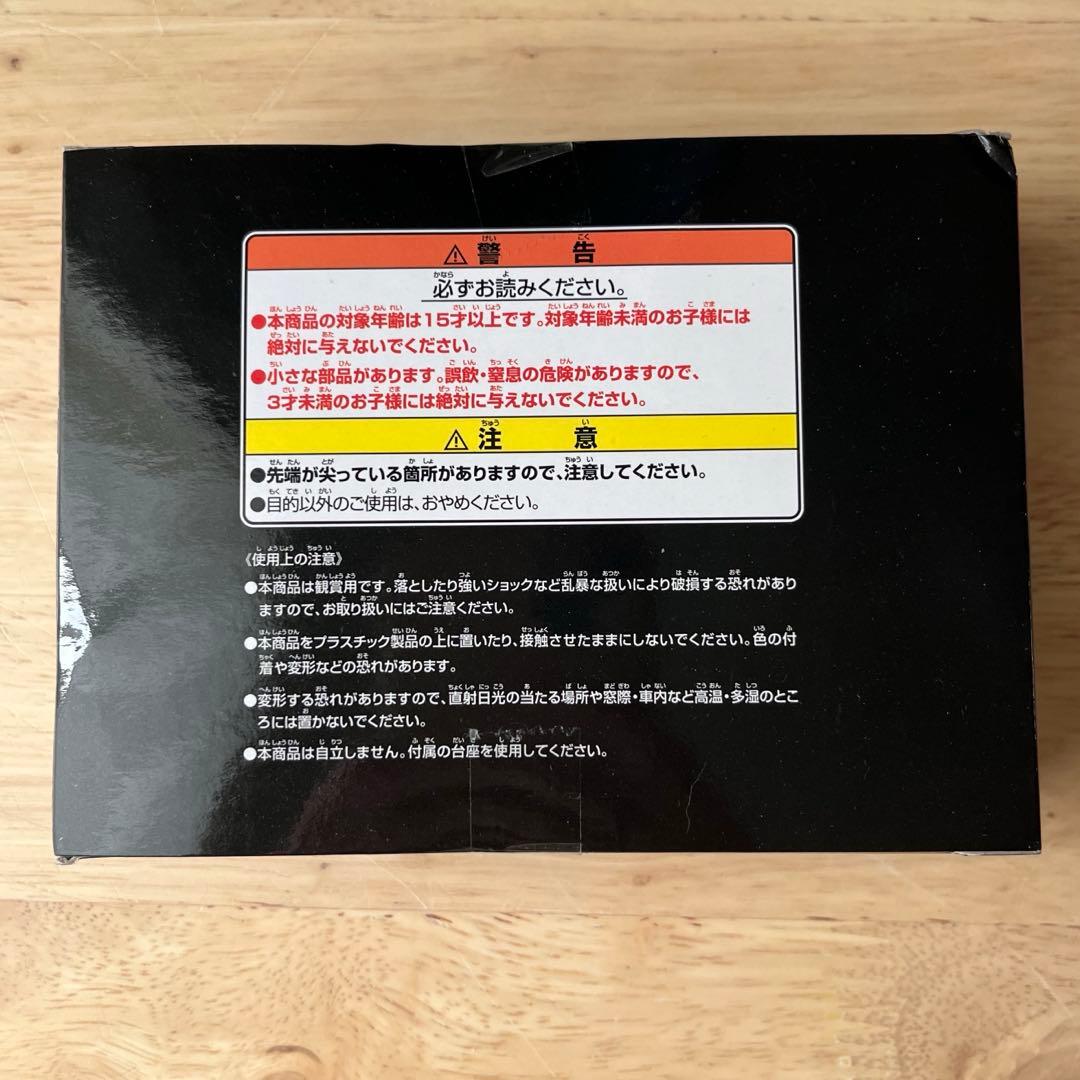 ⚠ 警告
必ずお読みください。
●本商品の対象年齢は15才以上です。対象年齢未満のお子様には
絶対に与えないでください。
●小さな部品があります。誤飲・窒息の危険がありますので、
3才未満のお子様には絶対に与えないでください。
⚠ 注意
●先端が尖っている箇所がありますので、注意してください。
●目的以外のご使用は、おやめください。
《使用上の注意》
●本商品は観賞用です。落としたり強いショックなど乱暴な扱いにより破損する恐れがあり
ますので、お取り扱いにはご注意ください。
●本商品をプラスチック製品の上に置いたり、接触させたままにしないでください。色の付
着や変形などの恐れがあります。
●変形する恐れがありますので、直射日光の当たる場所や窓際・車内など高温・多湿のとこ
ろには置かないでください。
●本商品は自立しません。付属の台座を使用してください。